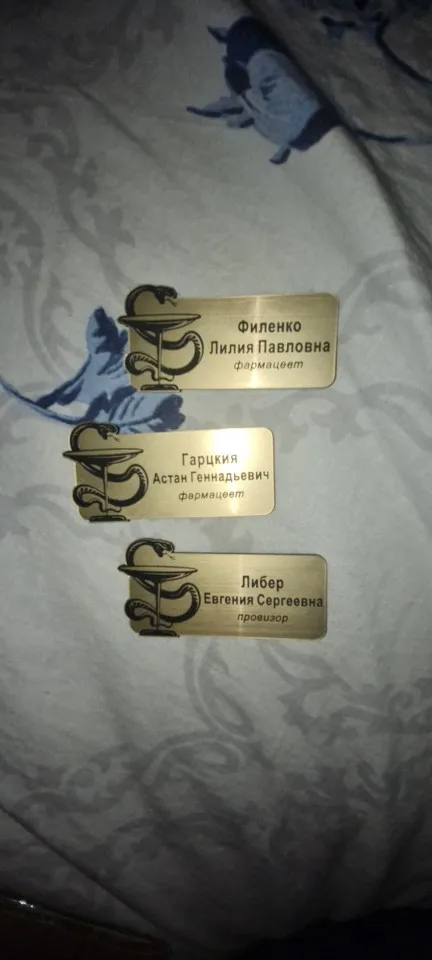 Филенко
Лилия Павловна
фармацевт
Гарцкия
Астан Геннадьевич
фармацевт
Либер
Евгения Сергеевна
провизор